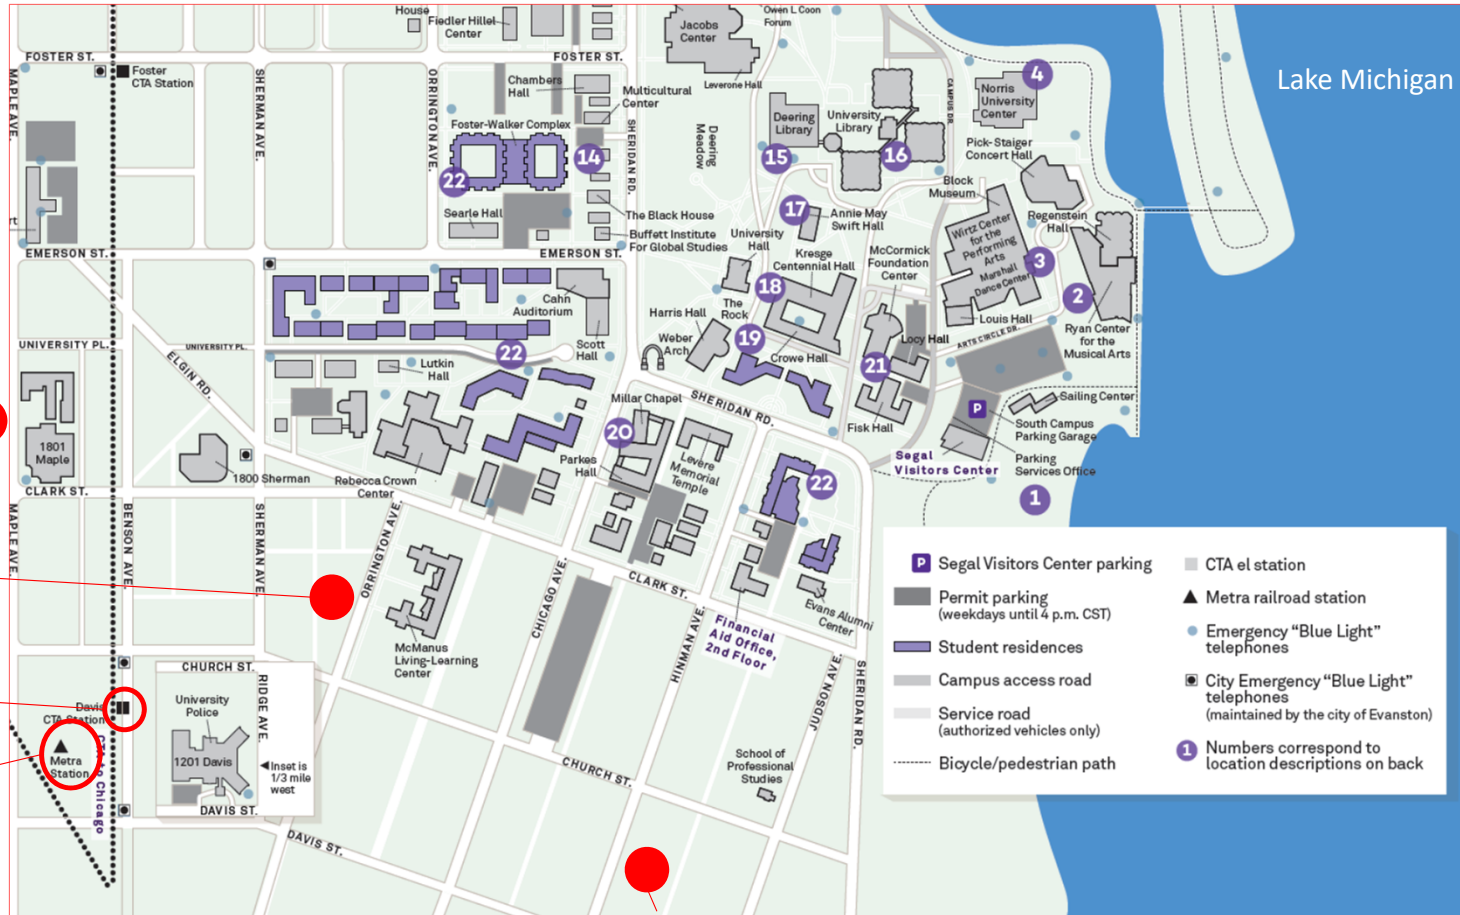 House
Fiedler Hillel
Center
Jacobs
Center
Owen L Coon
Forum
Lake Michigan
FOSTER ST.
FOSTER ST.
Foster
CTA Station
MAPLE AVE.
SHERMAN AVE.
ORRINGTON AVE.
SHERIDAN RD.
CAMPUS DR.
Leverone Hall
Chambers
Hall
Multicultural
Center
Foster-Walker Complex
Deering
Meadow
Deering
Library
University
Library
Norris
University
Center
4
Pick-Staiger
Concert Hall
14
15
16
22
Block
Museum
17
Annie May
Swift Hall
Regenstein
Hall
Searle Hall
The Black House
Buffett Institute
For Global Studies
rt
EMERSON ST.
EMERSON ST.
University
Hall
McCormick
Foundation
Center
Wirtz Center
for the
Performing
Arts
Marshall
Dance Center
3
2
Kresge
Centennial Hall
18
Cahn
Auditorium
The
Rock
Harris Hall
Louis Hall
Ryan Center
for the
Musical Arts
ARTS CIRCLE DR.
Weber
Arch
19
Crowe Hall
Locy Hall
21
Scott
Hall
UNIVERSITY PL.
UNIVERSITY PL.
22
ELGIN RD.
Lutkin
Hall
SHERIDAN RD.
Millar Chapel
20
Fisk Hall
P
Sailing Center
South Campus
Parking Garage
Segal
Visitors Center
Parking
Services Office
1801
Maple
1800 Sherman
Rebecca Crown
Center
Parkes
Hall
Levere
Memorial
Temple
22
1
CLARK ST.
MAPLE AVE.
BENSON AVE.
SHERMAN AVE.
ORRINGTON AVE.
CHICAGO AVE.
CLARK ST.
HINMAN AVE.
Evans Alumni
Center
Financial
Aid Office,
2nd Floor
McManus
Living-Learning
Center
JUDSON AVE.
SHERIDAN RD.
CHURCH ST.
RIDGE AVE.
University
Police
1201 Davis
Inset is
1/3 mile
west
DAVIS ST.
Davis
CTA Station
Metra
Station
CTA to Chicago
School of
Professional
Studies
CHURCH ST.
DAVIS ST.
P
Segal Visitors Center parking
Permit parking
(weekdays until 4 p.m. CST)
Student residences
Campus access road
Service road
(authorized vehicles only)
Bicycle/pedestrian path
CTA el station
Metra railroad station
Emergency “Blue Light”
telephones
City Emergency “Blue Light”
telephones
(maintained by the city of Evanston)
1
Numbers correspond to
location descriptions on back